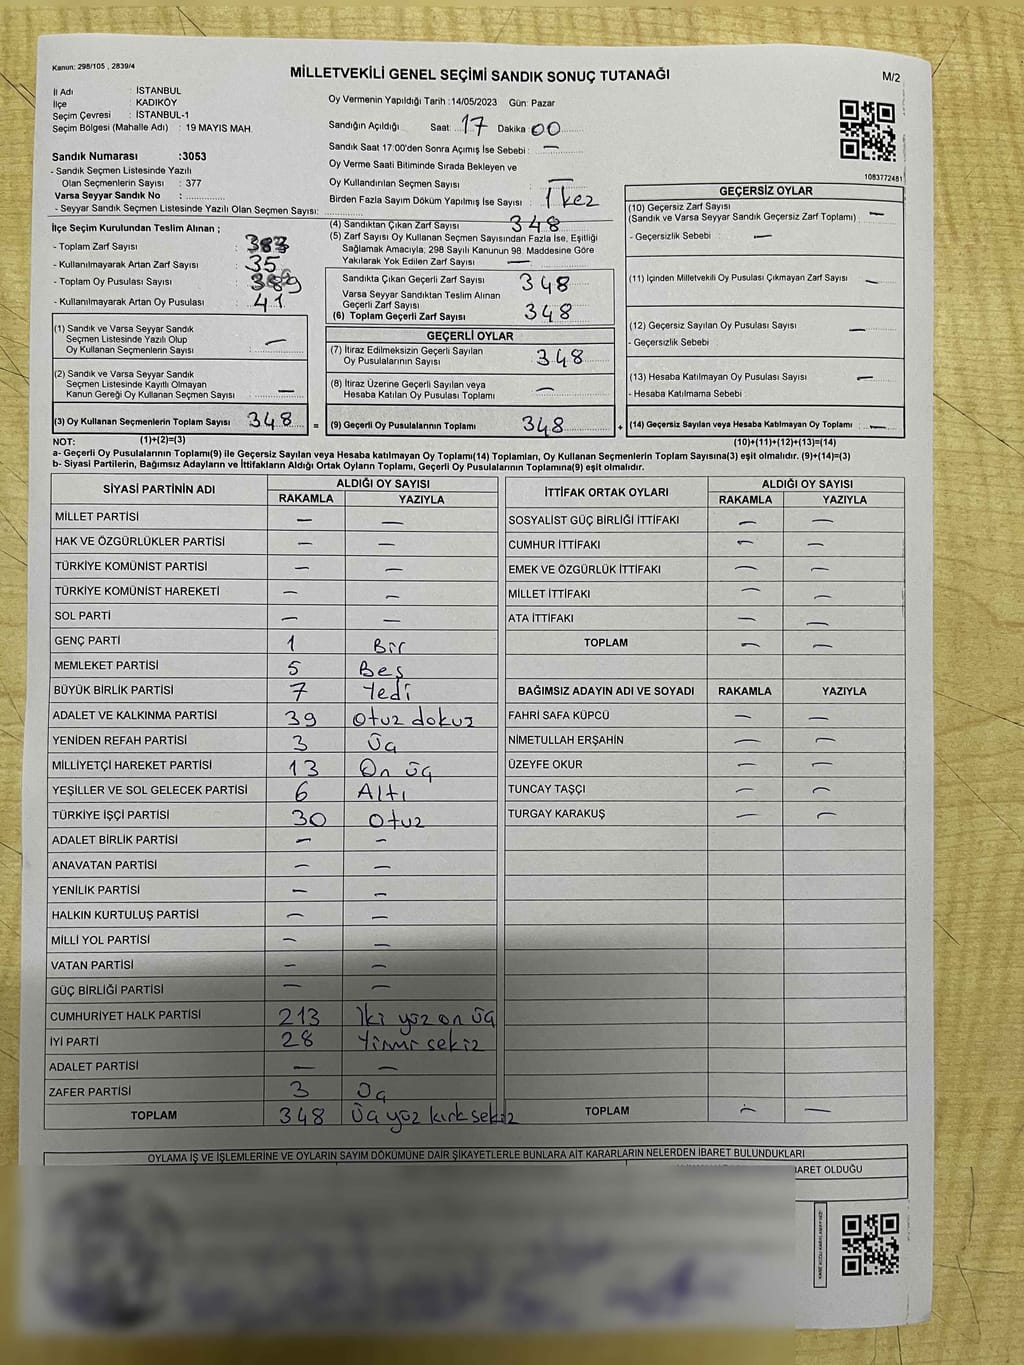 Kanun: 298/105 , 2839/4
MİLLETVEKİLİ GENEL SEÇİMİ SANDIK SONUÇ TUTANAĞI
M/2
İl Adı : İSTANBUL
İlçe : KADIKÖY
Seçim Çevresi : İSTANBUL-1
Seçim Bölgesi (Mahalle Adı) : 19 MAYIS MAH.
Sandık Numarası :3053
- Sandık Seçmen Listesinde Yazılı
Olan Seçmenlerin Sayısı : 377
Varsa Seyyar Sandık No :
- Seyyar Sandık Seçmen Listesinde Yazılı Olan Seçmen Sayısı:
Oy Vermenin Yapıldığı Tarih :14/05/2023 Gün: Pazar
Sandığın Açıldığı Saat: 17 Dakika: 00
Sandık Saat 17:00'den Sonra Açımış İse Sebebi : —
Oy Verme Saati Bitiminde Sırada Bekleyen ve
Oy Kullandırılan Seçmen Sayısı : —
Birden Fazla Sayım Döküm Yapılmış İse Sayısı : 1 kez
1083772481
İlçe Seçim Kurulundan Teslim Alınan ;
- Toplam Zarf Sayısı : 383
- Kullanılmayarak Artan Zarf Sayısı : 35
- Toplam Oy Pusulası Sayısı : 389
- Kullanılmayarak Artan Oy Pusulası : 41
(1) Sandık ve Varsa Seyyar Sandık
Seçmen Listesinde Yazılı Olup
Oy Kullanan Seçmenlerin Sayısı : —
(2) Sandık ve Varsa Seyyar Sandık
Seçmen Listesinde Kayıtlı Olmayan
Kanun Gereği Oy Kullanan Seçmen Sayısı : —
(3) Oy Kullanan Seçmenlerin Toplam Sayısı 348 =
(4) Sandıktan Çıkan Zarf Sayısı 348
(5) Zarf Sayısı Oy Kullanan Seçmen Sayısından Fazla İse, Eşitliği
Sağlamak Amacıyla, 298 Sayılı Kanunun 98. Maddesine Göre
Yakılarak Yok Edilen Zarf Sayısı —
Sandıkta Çıkan Geçerli Zarf Sayısı 348
Varsa Seyyar Sandıktan Teslim Alınan
Geçerli Zarf Sayısı
(6) Toplam Geçerli Zarf Sayısı 348
GEÇERLİ OYLAR
(7) İtiraz Edilmeksizin Geçerli Sayılan
Oy Pusulalarının Sayısı 348
(8) İtiraz Üzerine Geçerli Sayılan veya
Hesaba Katılan Oy Pusulası Toplamı —
(9) Geçerli Oy Pusulalarının Toplamı 348 +
GEÇERSİZ OYLAR
(10) Geçersiz Zarf Sayısı
(Sandık ve Varsa Seyyar Sandık Geçersiz Zarf Toplamı) —
- Geçersizlik Sebebi : —
(11) İçinden Milletvekili Oy Pusulası Çıkmayan Zarf Sayısı —
(12) Geçersiz Sayılan Oy Pusulası Sayısı —
- Geçersizlik Sebebi :
(13) Hesaba Katılmayan Oy Pusulası Sayısı —
- Hesaba Katılmama Sebebi :
(14) Geçersiz Sayılan veya Hesaba Katılmayan Oy Toplamı : —
NOT: (1)+(2)=(3) (10)+(11)+(12)+(13)=(14)
a- Geçerli Oy Pusulalarının Toplamı(9) ile Geçersiz Sayılan veya Hesaba katılmayan Oy Toplamı(14) Toplamları, Oy Kullanan Seçmenlerin Toplam Sayısına(3) eşit olmalıdır. (9)+(14)=(3)
b- Siyasi Partilerin, Bağımsız Adayların ve İttifakların Aldığı Ortak Oyların Toplamı, Geçerli Oy Pusulalarının Toplamına(9) eşit olmalıdır.
SİYASİ PARTİNİN ADI ALDIĞI OY SAYISI
RAKAMLA YAZIYLA
MİLLET PARTİSİ — —
HAK VE ÖZGÜRLÜKLER PARTİSİ — —
TÜRKİYE KOMÜNİST PARTİSİ — —
TÜRKİYE KOMÜNİST HAREKETİ — —
SOL PARTİ — —
GENÇ PARTİ 1 Bir
MEMLEKET PARTİSİ 5 Beş
BÜYÜK BİRLİK PARTİSİ 7 Yedi
ADALET VE KALKINMA PARTİSİ 39 Otuz dokuz
YENİDEN REFAH PARTİSİ 3 Üç
MİLLİYETÇİ HAREKET PARTİSİ 13 On üç
YEŞİLLER VE SOL GELECEK PARTİSİ 6 Altı
TÜRKİYE İŞÇİ PARTİSİ 30 Otuz
ADALET BİRLİK PARTİSİ — —
ANAVATAN PARTİSİ — —
YENİLİK PARTİSİ — —
HALKIN KURTULUŞ PARTİSİ — —
MİLLİ YOL PARTİSİ — —
VATAN PARTİSİ — —
GÜÇ BİRLİĞİ PARTİSİ — —
CUMHURİYET HALK PARTİSİ 213 İki yüz on üç
İYİ PARTİ 28 Yirmi sekiz
ADALET PARTİSİ — —
ZAFER PARTİSİ 3 Üç
TOPLAM 348 Üç yüz kırk sekiz
İTTİFAK ORTAK OYLARI ALDIĞI OY SAYISI
RAKAMLA YAZIYLA
SOSYALİST GÜÇ BİRLİĞİ İTTİFAKI — —
CUMHUR İTTİFAKI — —
EMEK VE ÖZGÜRLÜK İTTİFAKI — —
MİLLET İTTİFAKI — —
ATA İTTİFAKI — —
TOPLAM — —
BAĞIMSIZ ADAYIN ADI VE SOYADI RAKAMLA YAZIYLA
FAHRİ SAFA KÜPCÜ — —
NİMETULLAH ERŞAHİN — —
ÜZEYFE OKUR — —
TUNCAY TAŞÇI — —
TURGAY KARAKUŞ — —
TOPLAM — —
OYLAMA İŞ VE İŞLEMLERİNE VE OYLARIN SAYIM DÖKÜMÜNE DAİR ŞİKAYETLERLE BUNLARA AİT KARARLARIN NELERDEN İBARET BULUNDUKLARI
İBARET OLDUĞU